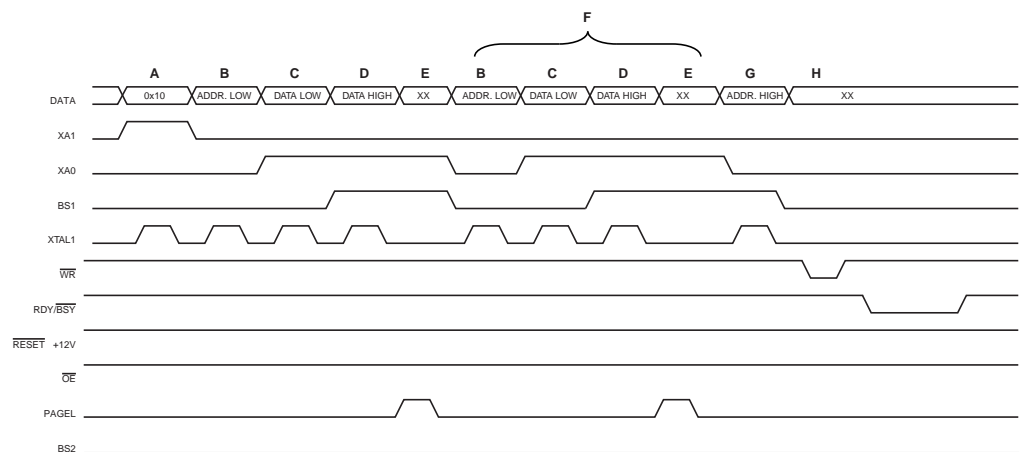 F
A B C D E B C D E G H
DATA 0x10 ADDR. LOW DATA LOW DATA HIGH XX ADDR. LOW DATA LOW DATA HIGH XX ADDR. HIGH XX
XA1
XA0
BS1
XTAL1
WR
RDY/BSY
RESET +12V
OE
PAGEL
BS2